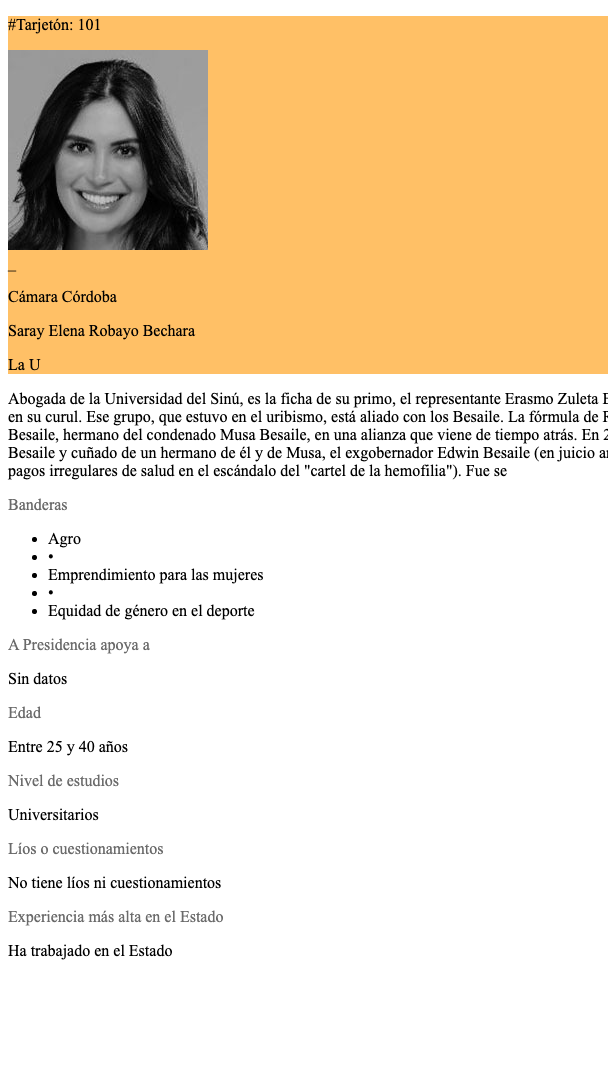 #Tarjetón: 101
_
Cámara Córdoba
Saray Elena Robayo Bechara
La U
Abogada de la Universidad del Sinú, es la ficha de su primo, el representante Erasmo Zuleta
en su curul. Ese grupo, que estuvo en el uribismo, está aliado con los Besaile. La fórmula de
Besaile, hermano del condenado Musa Besaile, en una alianza que viene de tiempo atrás. En
Besaile y cuñado de un hermano de él y de Musa, el exgobernador Edwin Besaile (en juicio
pagos irregulares de salud en el escándalo del "cartel de la hemofilia"). Fue se
Banderas
• Agro
• •
• Emprendimiento para las mujeres
• •
• Equidad de género en el deporte
A Presidencia apoya a
Sin datos
Edad
Entre 25 y 40 años
Nivel de estudios
Universitarios
Líos o cuestionamientos
No tiene líos ni cuestionamientos
Experiencia más alta en el Estado
Ha trabajado en el Estado